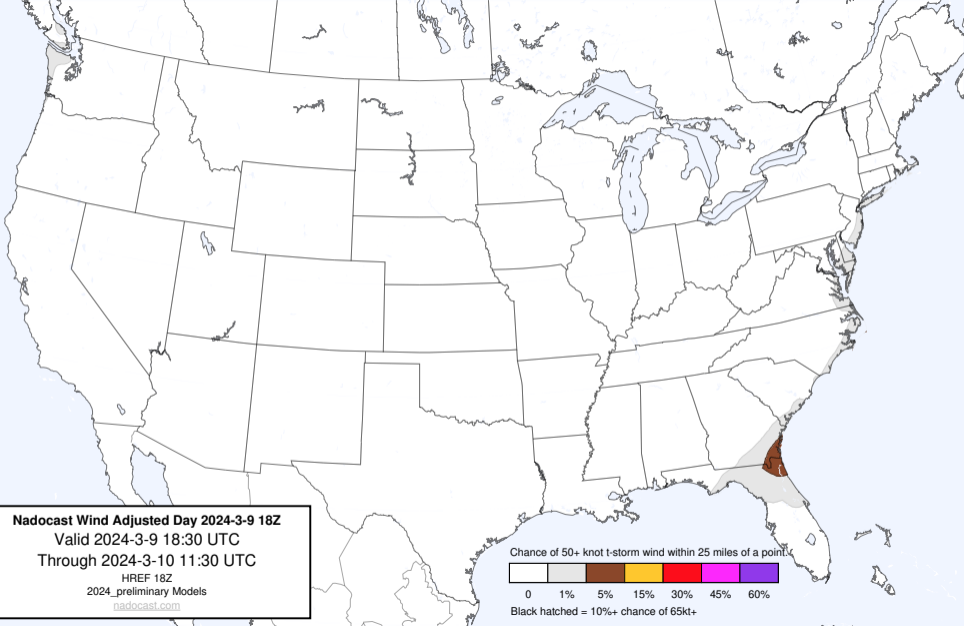 Nadocast Wind Adjusted Day 2024-3-9 18Z
Valid 2024-3-9 18:30 UTC
Through 2024-3-10 11:30 UTC
HREF 18Z
2024_preliminary Models
nadocast.com
Chance of 50+ knot t-storm wind within 25 miles of a point.
0 1% 5% 15% 30% 45% 60%
Black hatched = 10%+ chance of 65kt+